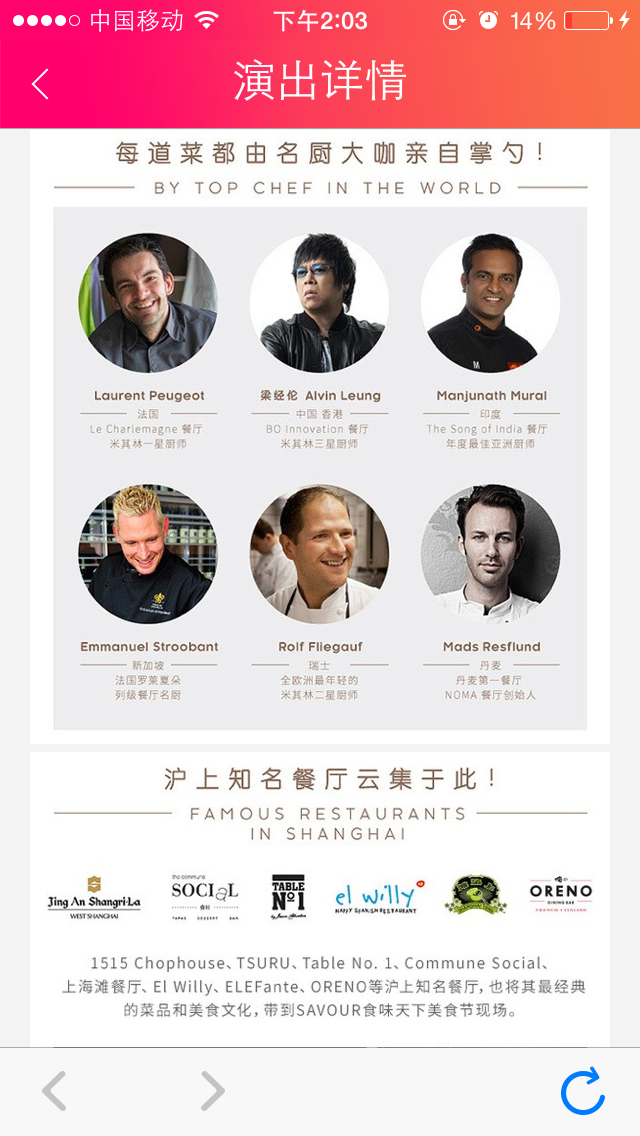 中国移动
下午2:03
14%
演出详情
每道菜都由名厨大咖亲自掌勺!
BY TOP CHEF IN THE WORLD
Laurent Peugeot
法国
Le Charlemagne 餐厅
米其林一星厨师
梁经伦 Alvin Leung
中国 香港
BO Innovation 餐厅
米其林三星厨师
Manjunath Mural
印度
The Song of India 餐厅
年度最佳亚洲厨师
Emmanuel Stroobant
新加坡
法国罗莱夏朵
列级餐厅名厨
Rolf Fliegauf
瑞士
全欧洲最年轻的
米其林二星厨师
Mads Resflund
丹麦
丹麦第一餐厅
NOMA 餐厅创始人
沪上知名餐厅云集于此!
FAMOUS RESTAURANTS
IN SHANGHAI
Jing An Shangri-La
WEST SHANGHAI
the commune
SOCIAL
食社
TAPAS DESSERT BAR
TABLE
No1
el willy
HAPPY SPANISH RESTAURANT
ORENO
DINING BAR
FRENCH & ITALIAN
1515 Chophouse、TSURU、Table No. 1、Commune Social、
上海滩餐厅、El Willy、ELEFante、ORENO等沪上知名餐厅,也将其最经典
的菜品和美食文化,带到SAVOUR食味天下美食节现场。